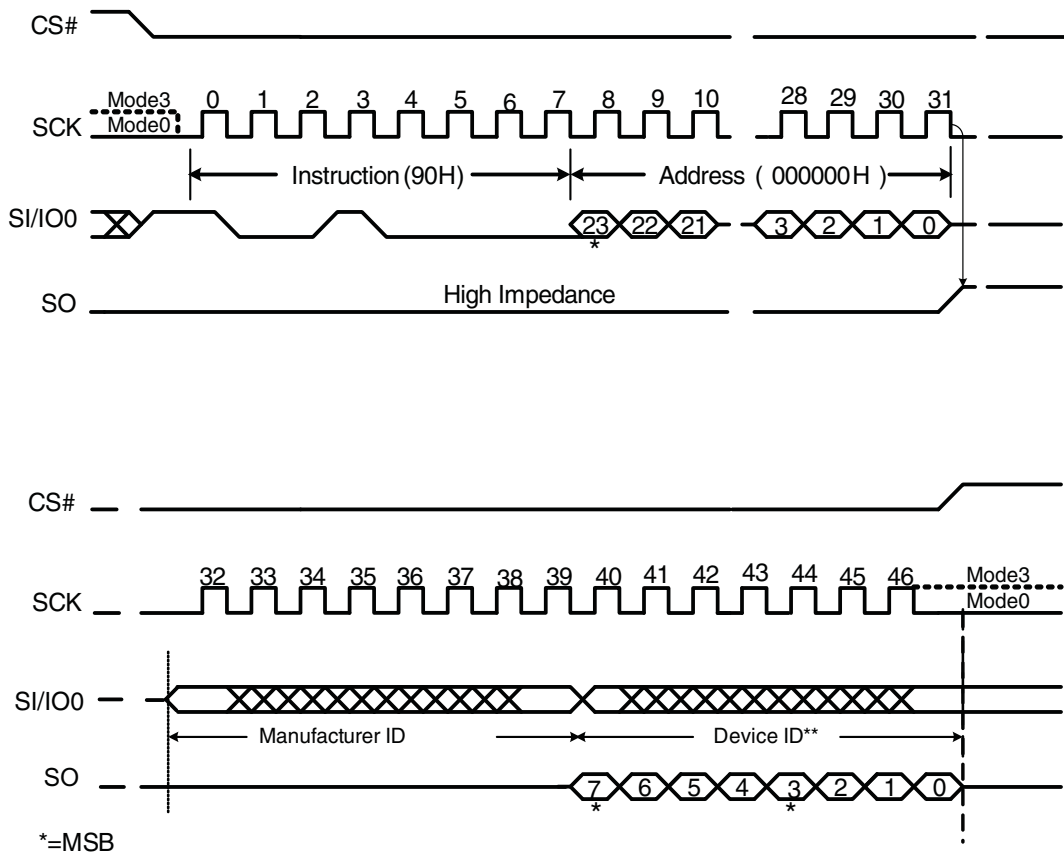 CS#
Mode3
0 1 2 3 4 5 6 7 8 9 10 28 29 30 31
SCK
Mode0
Instruction (90H)
Address ( 000000H )
SI/IO0
23 22 21 3 2 1 0
*
High Impedance
SO
CS#
32 33 34 35 36 37 38 39 40 41 42 43 44 45 46
Mode3
SCK
Mode0
SI/IO0
Manufacturer ID
Device ID**
SO
7 6 5 4 3 2 1 0
* *
*=MSB